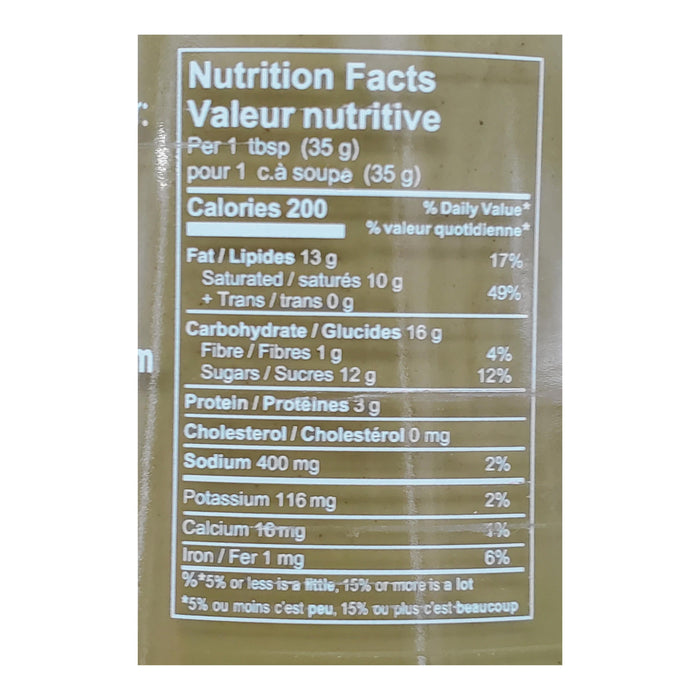 Nutrition Facts
Valeur nutritive
Per 1 tbsp (35 g)
pour 1 c.à soupe (35 g)
Calories 200 % Daily Value*
% valeur quotidienne*
Fat / Lipides 13 g 17%
Saturated / saturés 10 g
+ Trans / trans 0 g 49%
Carbohydrate / Glucides 16 g
Fibre / Fibres 1 g 4%
Sugars / Sucres 12 g 12%
Protein / Protéines 3 g
Cholesterol / Cholestérol 0 mg
Sodium 400 mg 2%
Potassium 116 mg 2%
Calcium 16 mg 1%
Iron / Fer 1 mg 6%
%*5% or less is a little, 15% or more is a lot
*5% ou moins c'est peu, 15% ou plus c'est beaucoup